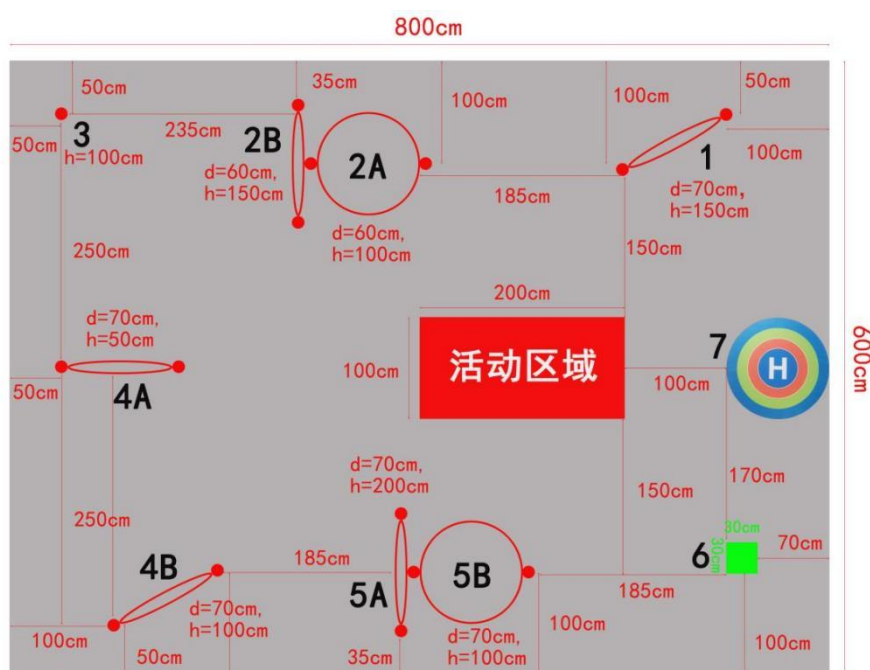 800cm
50cm
35cm
100cm
100cm
50cm
50cm
3
h=100cm
235cm
2B
d=60cm,
h=150cm
2A
d=60cm,
h=100cm
185cm
1
d=70cm,
h=150cm
100cm
250cm
150cm
200cm
100cm
活动区域
7
H
100cm
600cm
d=70cm,
h=50cm
50cm
4A
250cm
d=70cm,
h=200cm
150cm
170cm
30cm
30cm
6
70cm
4B
d=70cm,
h=100cm
185cm
5A
5B
d=70cm,
h=100cm
185cm
100cm
50cm
35cm
100cm
100cm